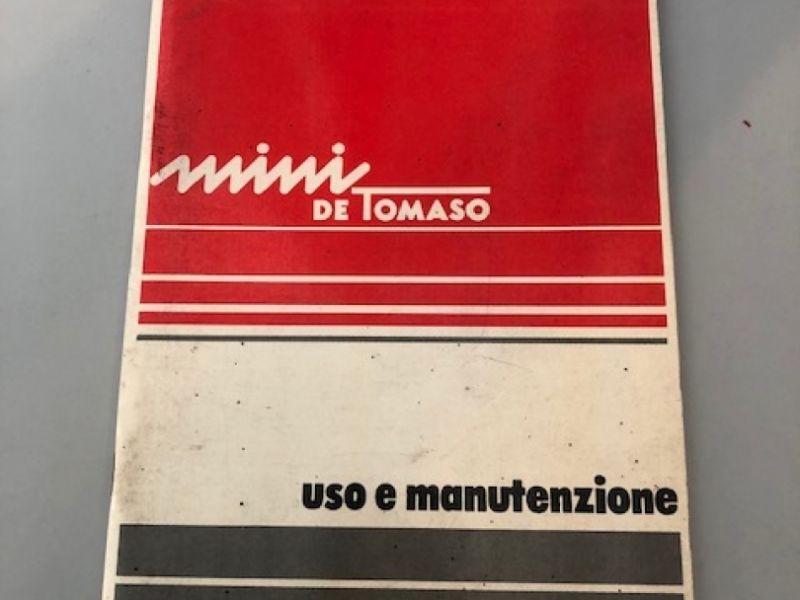 mini
DE TOMASO
uso e manutenzione